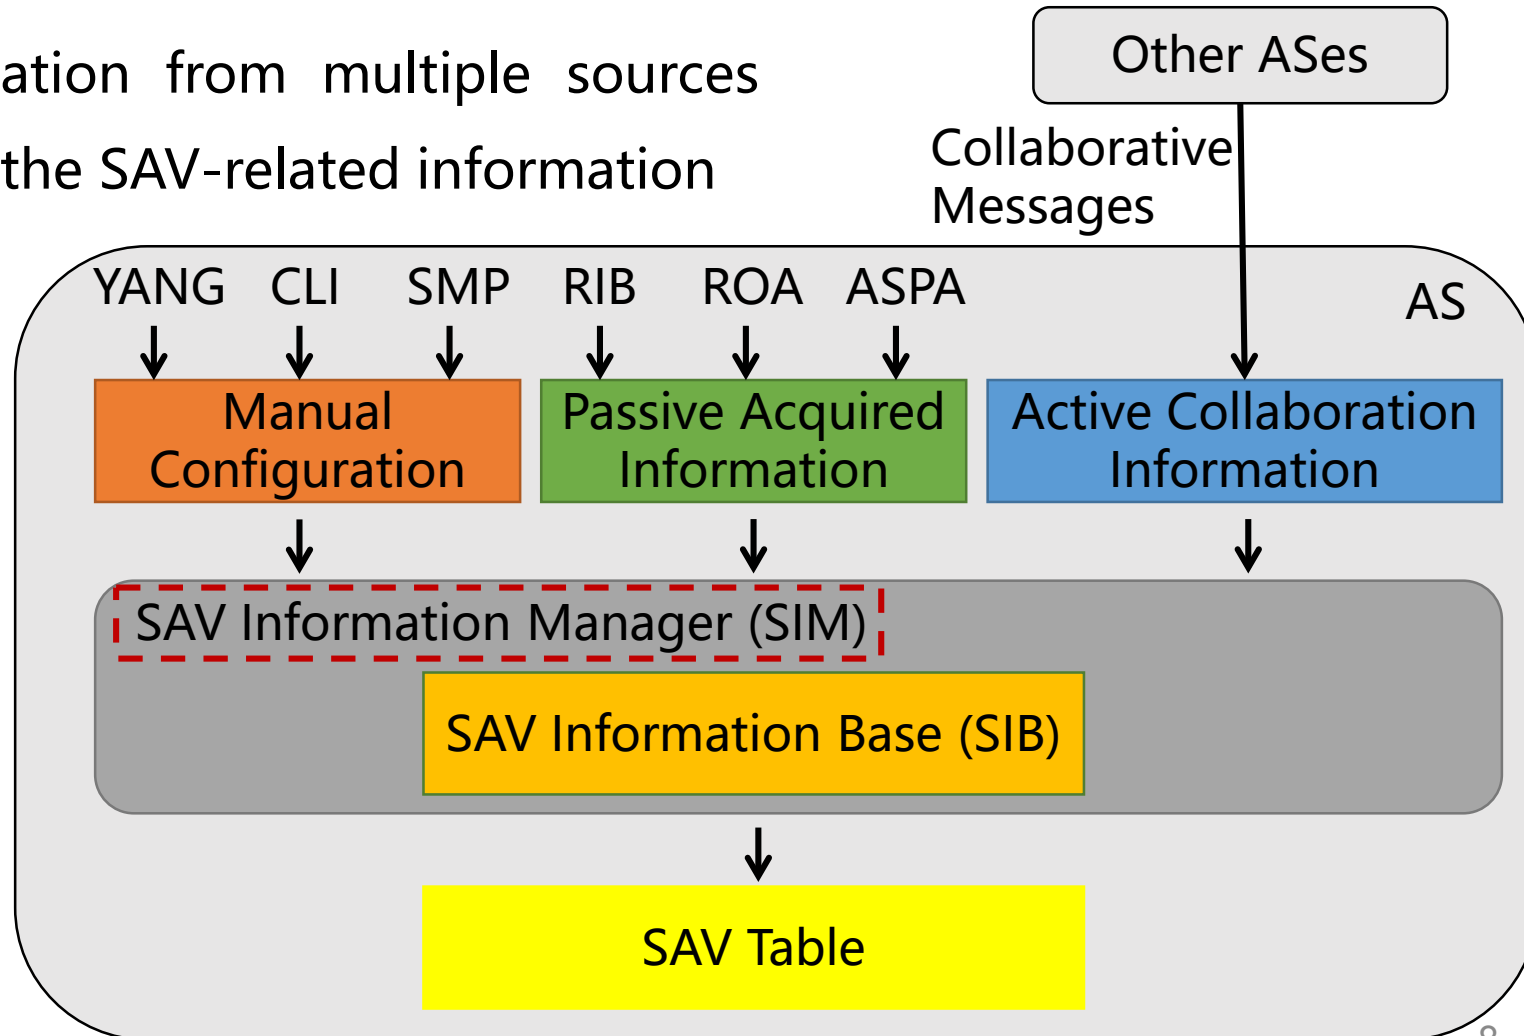 ation from multiple sources
the SAV-related information
Other ASes
Collaborative
Messages
YANG CLI SMP RIB ROA ASPA
AS
Manual
Configuration
Passive Acquired
Information
Active Collaboration
Information
SAV Information Manager (SIM)
SAV Information Base (SIB)
SAV Table